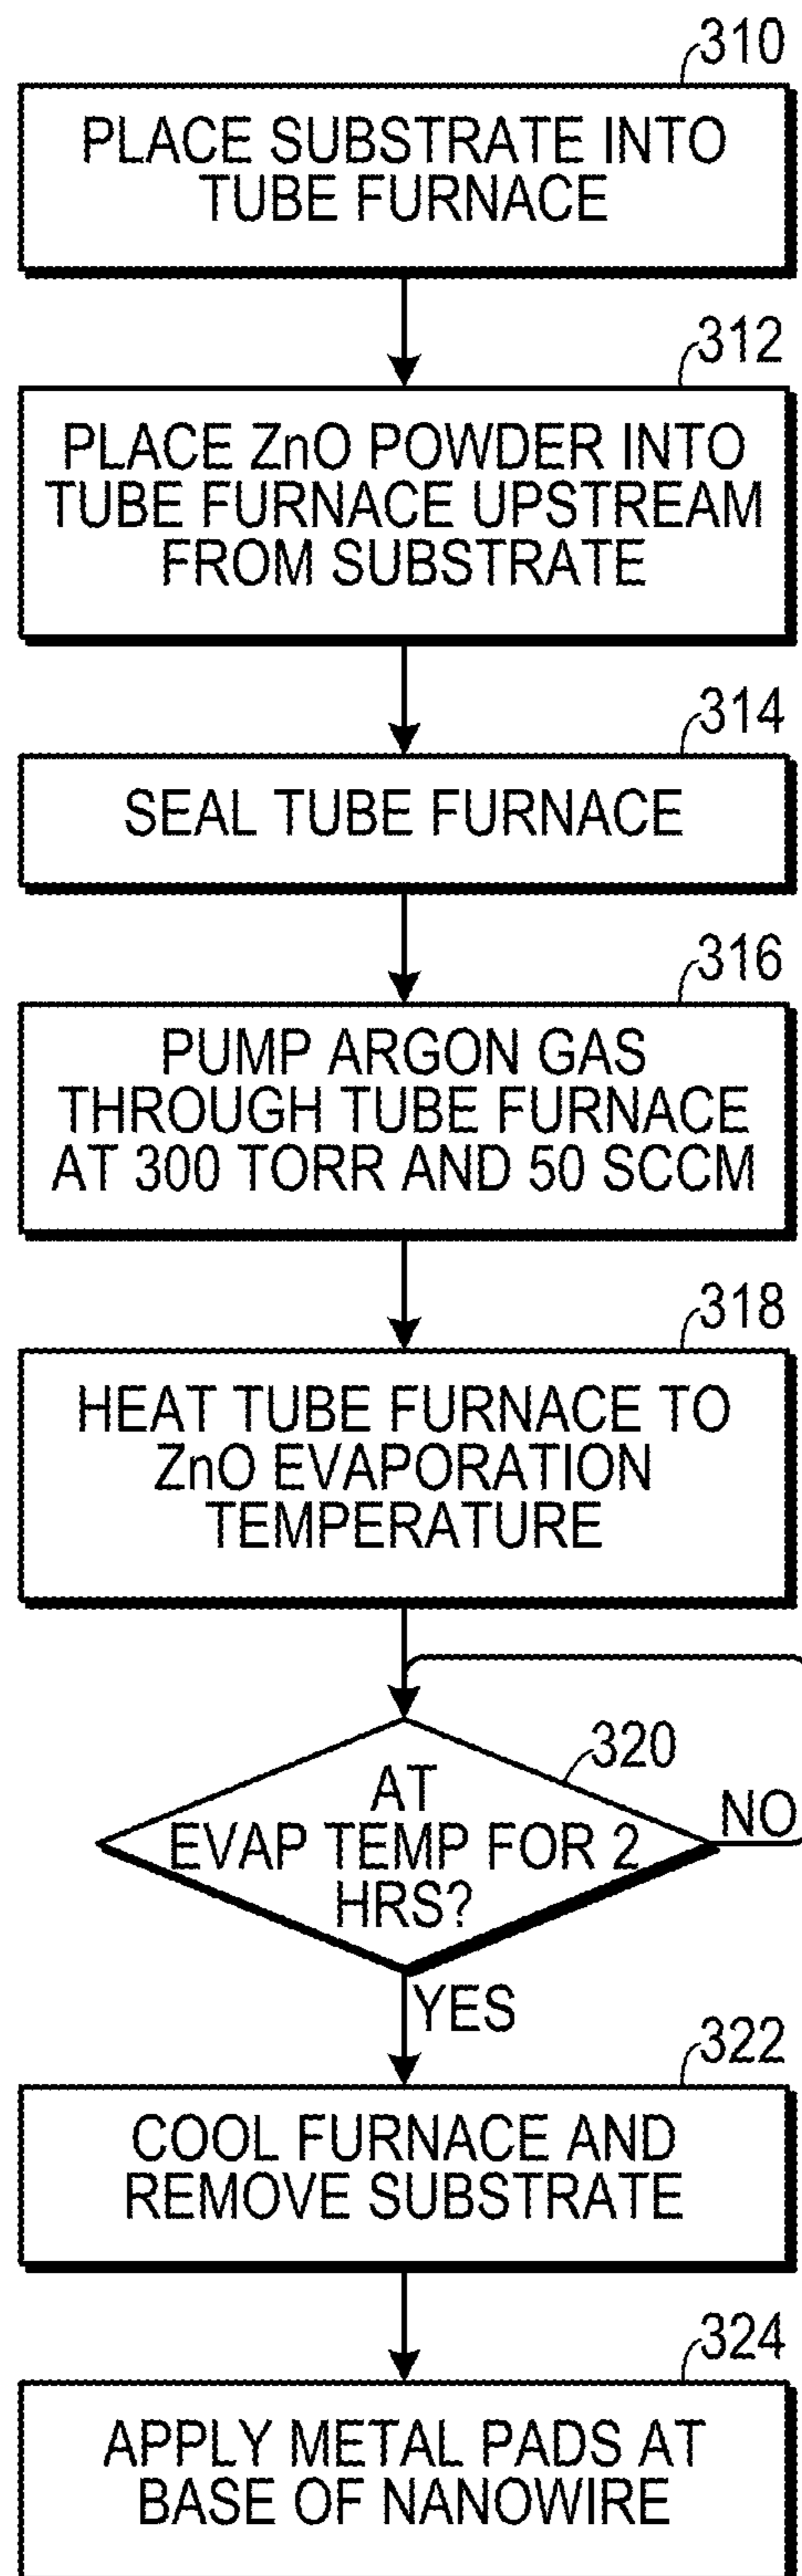 310
PLACE SUBSTRATE INTO
TUBE FURNACE
312
PLACE ZnO POWDER INTO
TUBE FURNACE UPSTREAM
FROM SUBSTRATE
314
SEAL TUBE FURNACE
316
PUMP ARGON GAS
THROUGH TUBE FURNACE
AT 300 TORR AND 50 SCCM
318
HEAT TUBE FURNACE TO
ZnO EVAPORATION
TEMPERATURE
320
AT
EVAP TEMP FOR 2
HRS?
NO
YES
322
COOL FURNACE AND
REMOVE SUBSTRATE
324
APPLY METAL PADS AT
BASE OF NANOWIRE